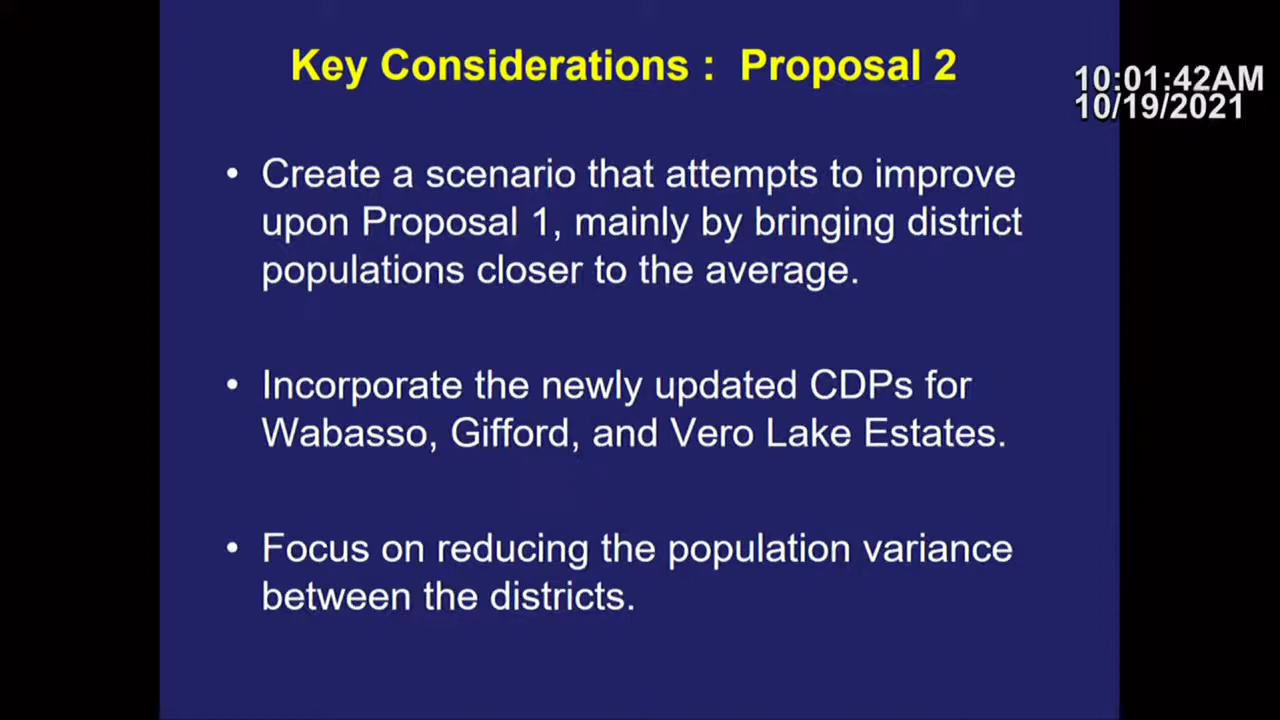 Key Considerations : Proposal 2
10:01:42AM
10/19/2021
• Create a scenario that attempts to improve
upon Proposal 1, mainly by bringing district
populations closer to the average.
• Incorporate the newly updated CDPs for
Wabasso, Gifford, and Vero Lake Estates.
• Focus on reducing the population variance
between the districts.